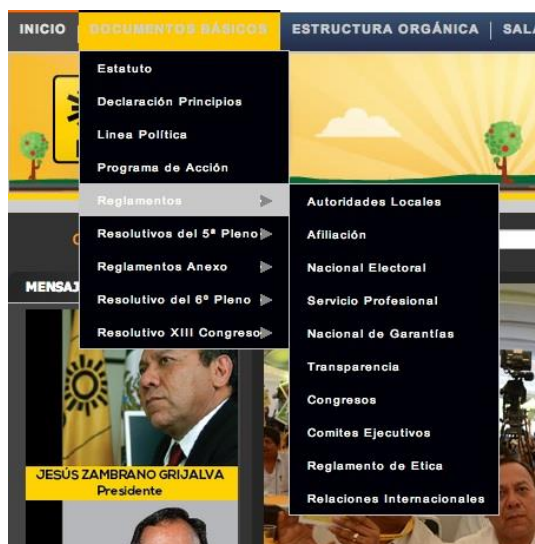 INICIO
DOCUMENTOS BÁSICOS
ESTRUCTURA ORGÁNICA
Estatuto
Declaración Principios
Linea Política
Programa de Acción
Reglamentos
Resolutivos del 5ª Pleno
Reglamentos Anexo
Resolutivo del 6º Pleno
Resolutivo XIII Congreso
Autoridades Locales
Afiliación
Nacional Electoral
Servicio Profesional
Nacional de Garantías
Transparencia
Congresos
Comites Ejecutivos
Reglamento de Etica
Relaciones Internacionales
JESÚS ZAMBRANO GRIJALVA
Presidente